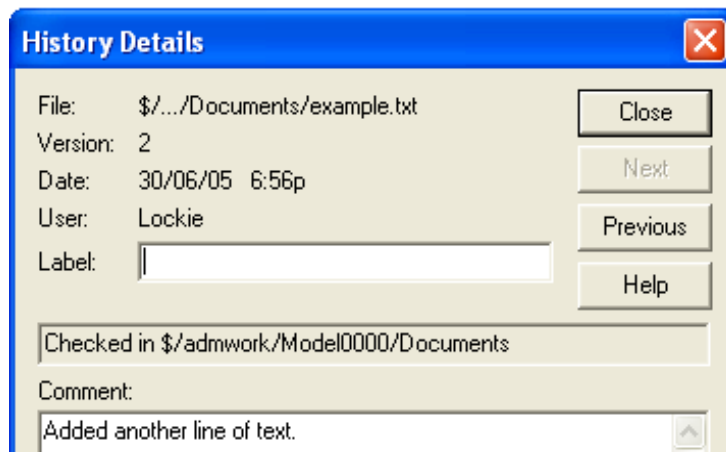 History Details
File: $/.../Documents/example.txt
Close
Version: 2
Next
Date: 30/06/05 6:56p
User: Lockie
Previous
Label:
Help
Checked in $/admwork/Model0000/Documents
Comment:
Added another line of text.